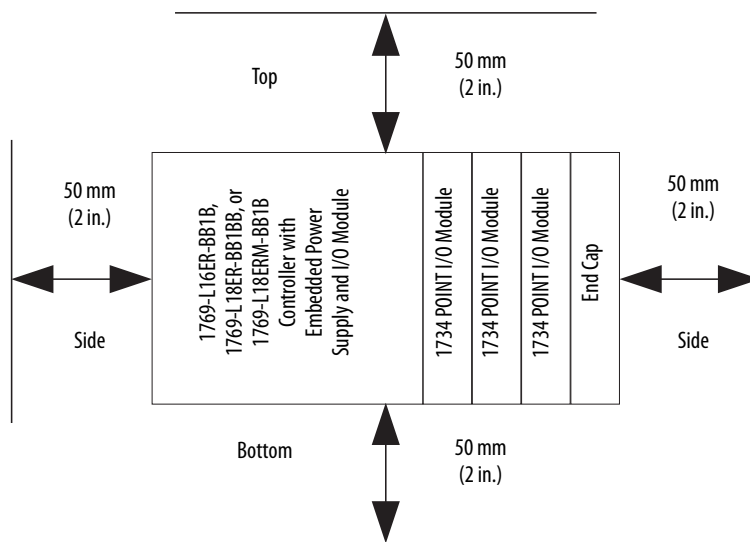 Top
50 mm
(2 in.)
50 mm
(2 in.)
Side
1769-L16ER-BB1B,
1769-L18ER-BB1BB, or
1769-L18ERM-BB1B
Controller with
Embedded Power
Supply and I/O Module
1734 POINT I/O Module
1734 POINT I/O Module
1734 POINT I/O Module
End Cap
50 mm
(2 in.)
Side
Bottom
50 mm
(2 in.)